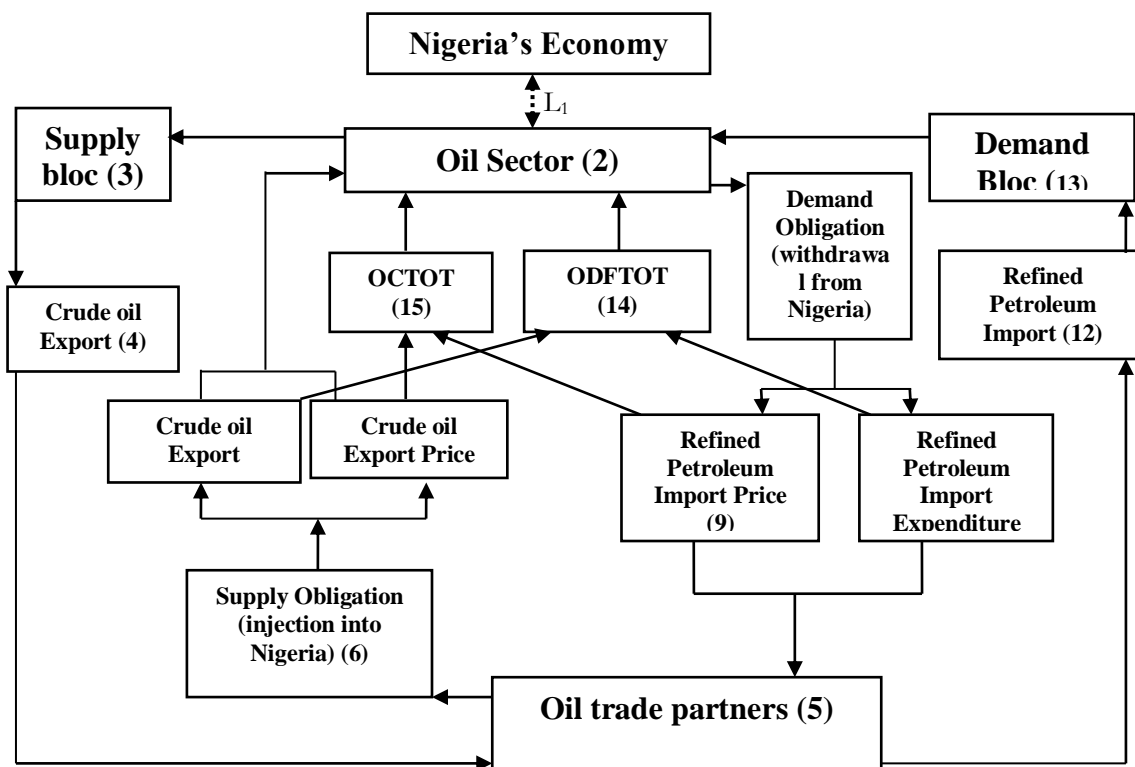 Nigeria's Economy
L1
Supply
bloc (3)
Oil Sector (2)
Demand
Bloc (13)
Demand
Obligation
(withdrawa
l from
Nigeria)
OCTOT
(15)
ODFTOT
(14)
Refined
Petroleum
Import (12)
Crude oil
Export (4)
Crude oil
Export
Crude oil
Export Price
Refined
Petroleum
Import Price
(9)
Refined
Petroleum
Import
Expenditure
Supply Obligation
(injection into
Nigeria) (6)
Oil trade partners (5)